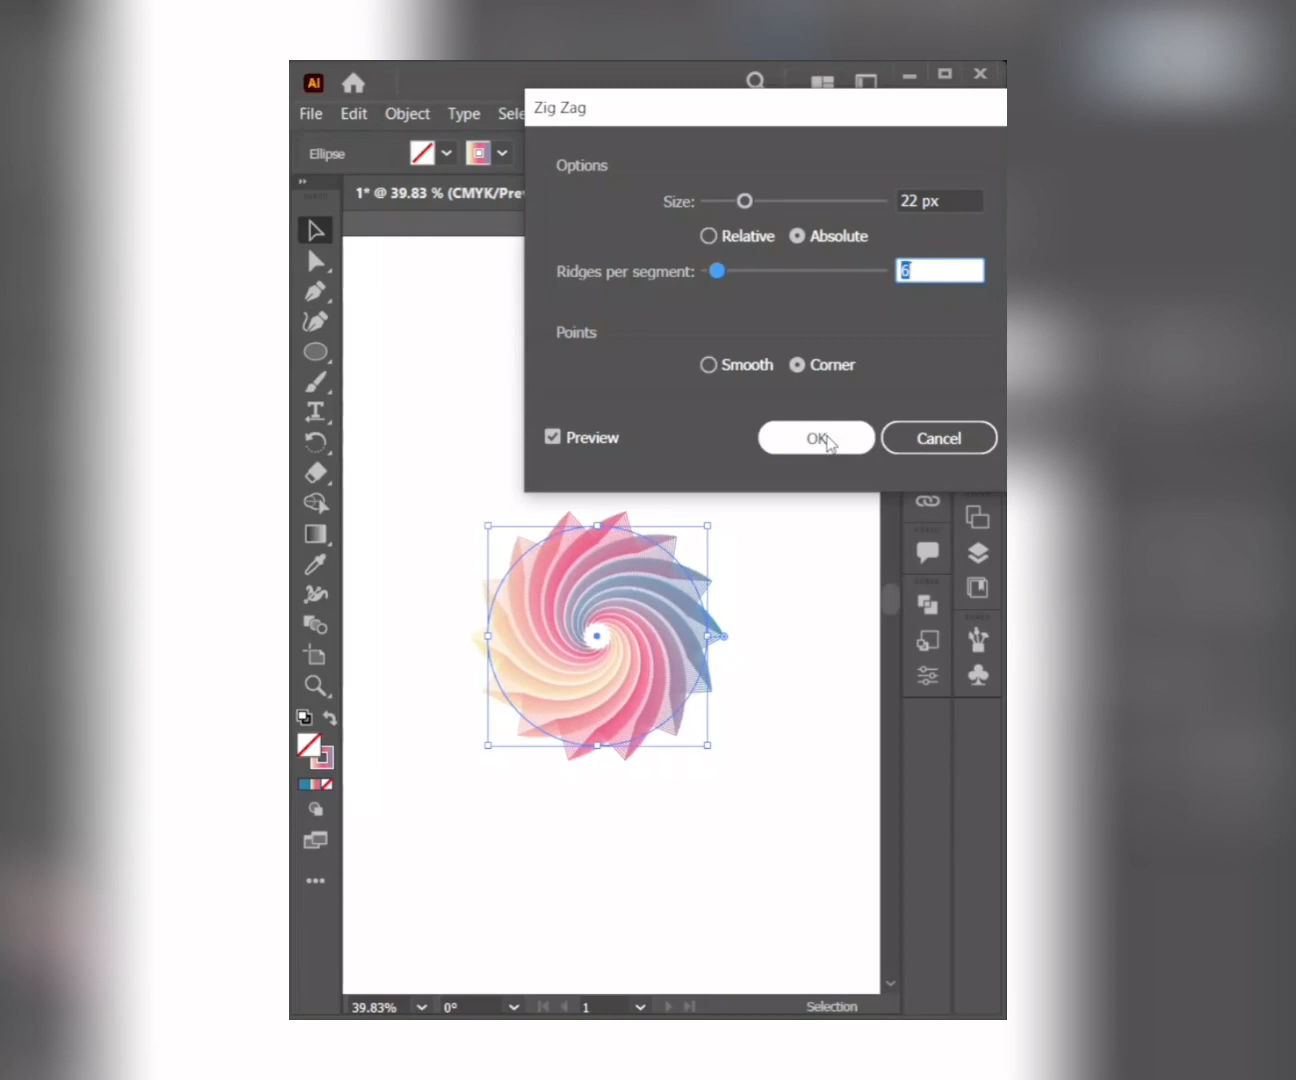 Ai
File Edit Object Type Sele
Zig Zag
Ellipse
Options
1* @ 39.83 % (CMYK/Pre
Size: 22 px
Relative Absolute
Ridges per segment: 6
Points
Smooth Corner
Preview OK Cancel
39.83% 0° 1 Selection